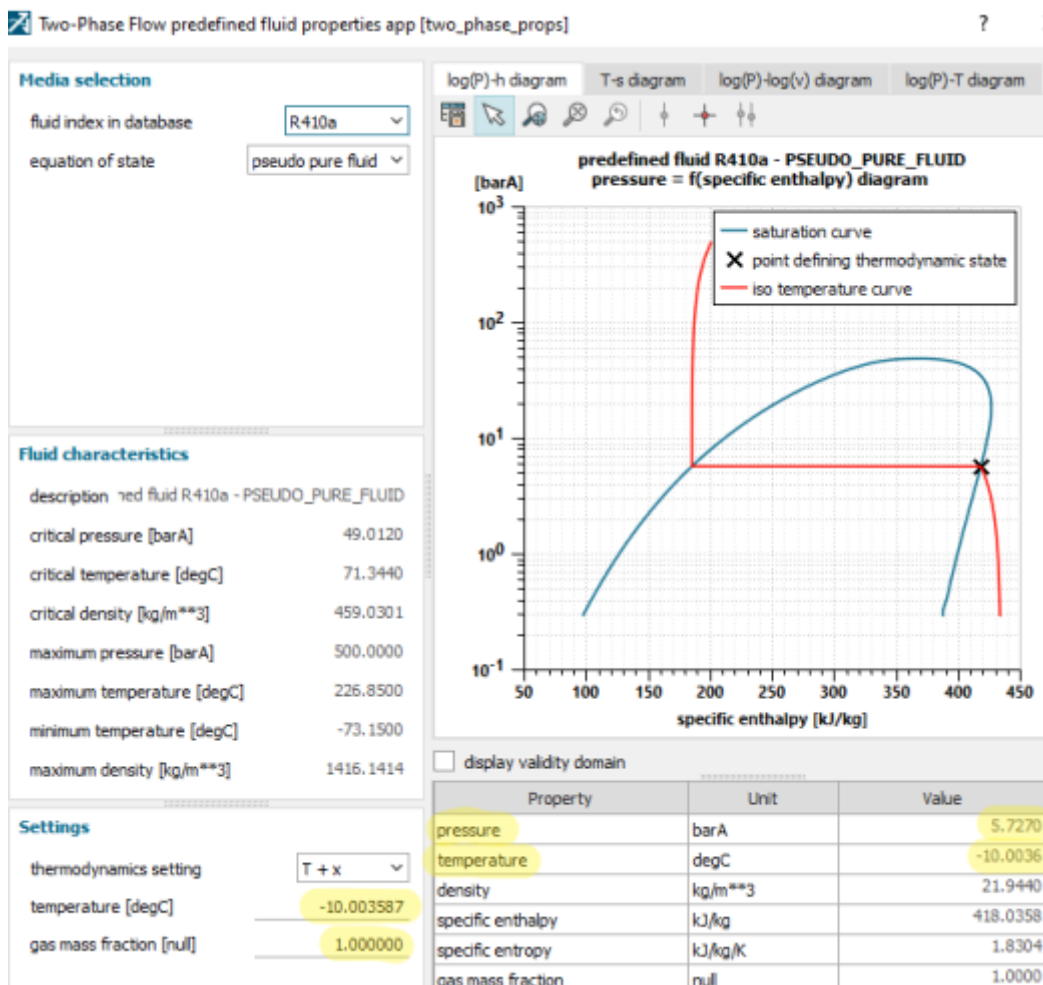 Two-Phase Flow predefined fluid properties app [two_phase_props]
?
Media selection
fluid index in database R410a
equation of state pseudo pure fluid
Fluid characteristics
description ned fluid R410a - PSEUDO_PURE_FLUID
critical pressure [barA] 49.0120
critical temperature [degC] 71.3440
critical density [kg/m**3] 459.0301
maximum pressure [barA] 500.0000
maximum temperature [degC] 226.8500
minimum temperature [degC] -73.1500
maximum density [kg/m**3] 1416.1414
Settings
thermodynamics setting T + x
temperature [degC] -10.003587
gas mass fraction [null] 1.000000
log(P)-h diagram T-s diagram log(P)-log(v) diagram log(P)-T diagram
predefined fluid R410a - PSEUDO_PURE_FLUID
pressure = f(specific enthalpy) diagram
[barA]
10³
10²
10¹
10⁰
10⁻¹
saturation curve
point defining thermodynamic state
iso temperature curve
50 100 150 200 250 300 350 400 450
specific enthalpy [kJ/kg]
display validity domain
Property Unit Value
pressure barA 5.7270
temperature degC -10.0036
density kg/m**3 21.9440
specific enthalpy kJ/kg 418.0358
specific entropy kJ/kg/K 1.8304
gas mass fraction null 1.0000